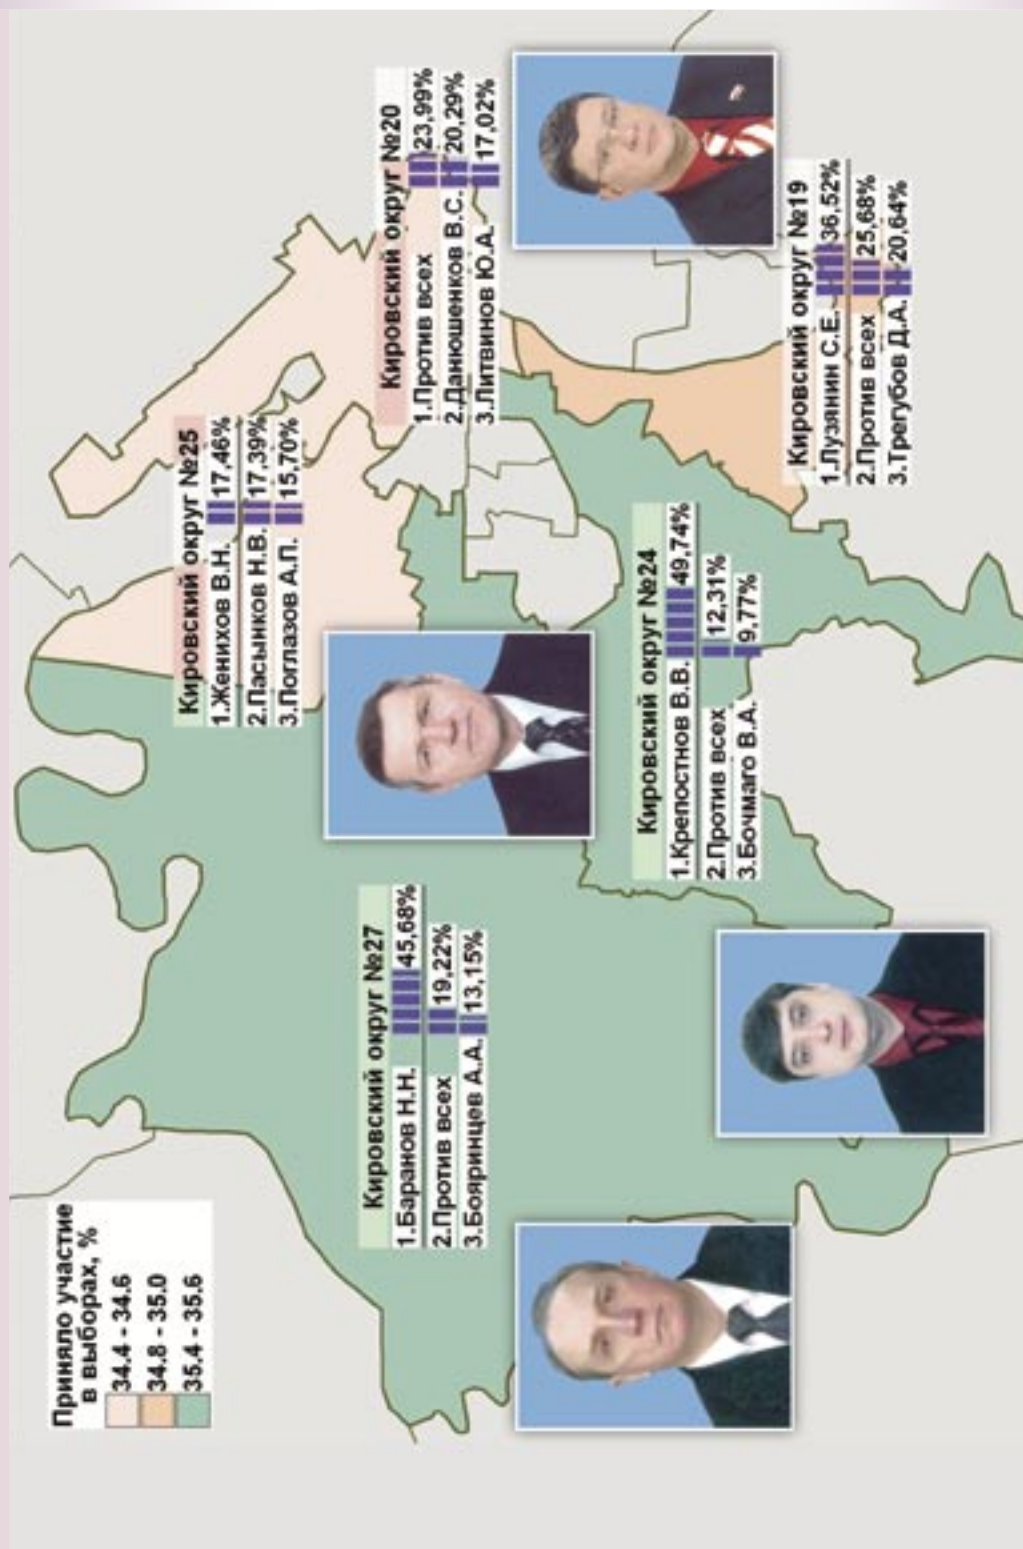 Приняло участие
в выборах, %
34.4 - 34.6
34.8 - 35.0
35.4 - 35.6
Кировский округ №27
1.Баранов Н.Н. 45,68%
2.Против всех 19,22%
3.Бояринцев А.А. 13,15%
Кировский округ №25
1.Женихов В.Н. 17,46%
2.Пасынков Н.В. 17,39%
3.Поглазов А.П. 15,70%
Кировский округ №24
1.Крепостнов В.В. 49,74%
2.Против всех 12,31%
3.Бочмаго В.А. 9,77%
Кировский округ №20
1.Против всех 23,99%
2.Данюшенков В.С. 20,29%
3.Литвинов Ю.А. 17,02%
Кировский округ №19
1.Лузянин С.Е. 36,52%
2.Против всех 25,68%
3.Трегубов Д.А. 20,64%